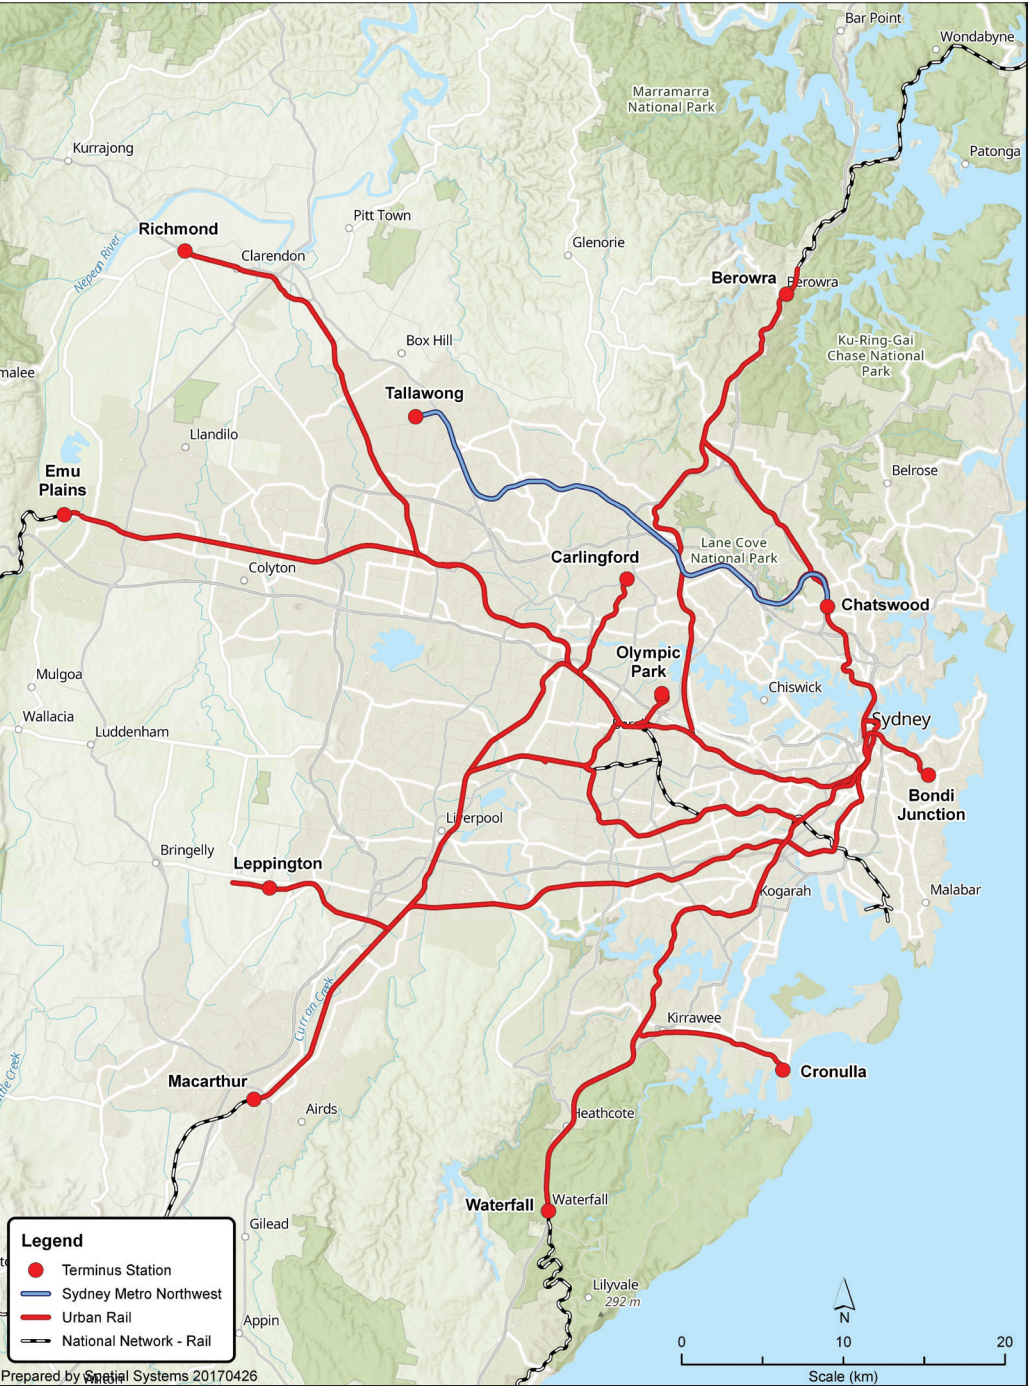 Bar Point
Wondabyne
Marramarra
National Park
Kurrajong
Patonga
Richmond
Pitt Town
Nepean River
Clarendon
Glenorie
Berowra
Berowra
Box Hill
Ku-Ring-Gai
Chase National
Park
malee
Tallawong
Llandilo
Emu
Plains
Belrose
Lane Cove
National Park
Carlingford
Colyton
Chatswood
Olympic
Park
Mulgoa
Chiswick
Wallacia
Sydney
Luddenham
Bondi
Junction
Liverpool
Bringelly
Leppington
Kogarah
Malabar
Curran Creek
Kirrawee
ttle Creek
Macarthur
Cronulla
Airds
Heathcote
Waterfall
Waterfall
Gilead
Lilyvale
292 m
Appin
Legend
Terminus Station
Sydney Metro Northwest
Urban Rail
National Network - Rail
N
0 10 20
Scale (km)
Prepared by Spatial Systems 20170426
Wilton